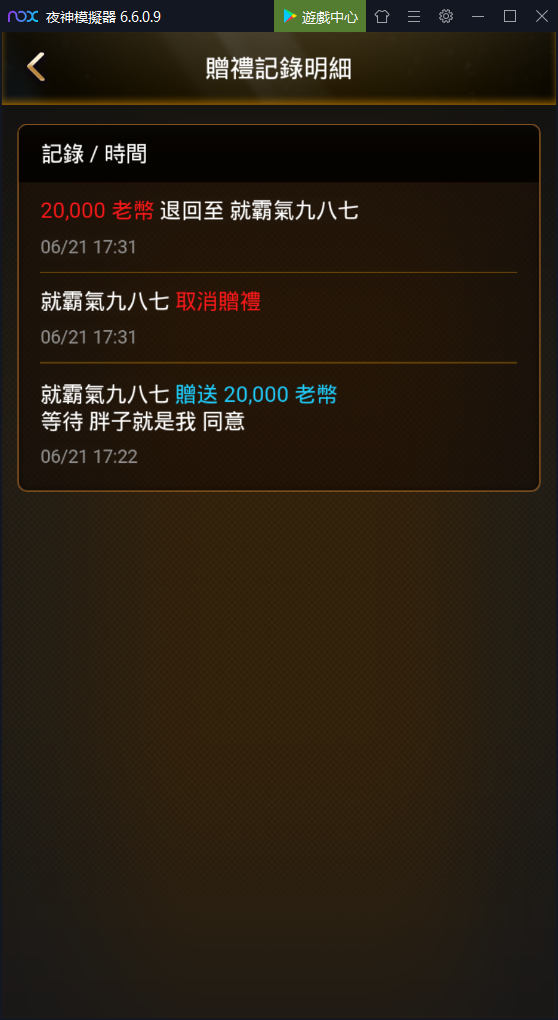 nox 夜神模擬器 6.6.0.9
遊戲中心
贈禮記錄明細
記錄 / 時間
20,000 老幣 退回至 就霸氣九八七
06/21 17:31
就霸氣九八七 取消贈禮
06/21 17:31
就霸氣九八七 贈送 20,000 老幣
等待 胖子就是我 同意
06/21 17:22